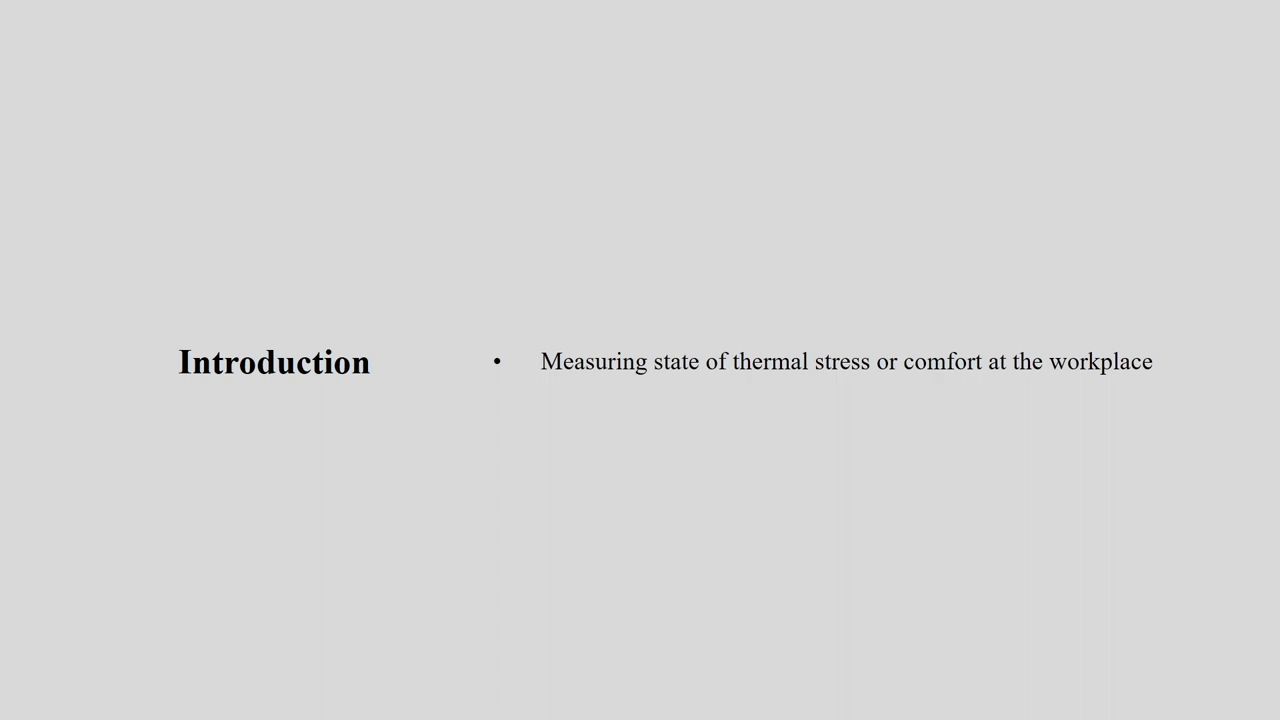 Introduction
• Measuring state of thermal stress or comfort at the workplace